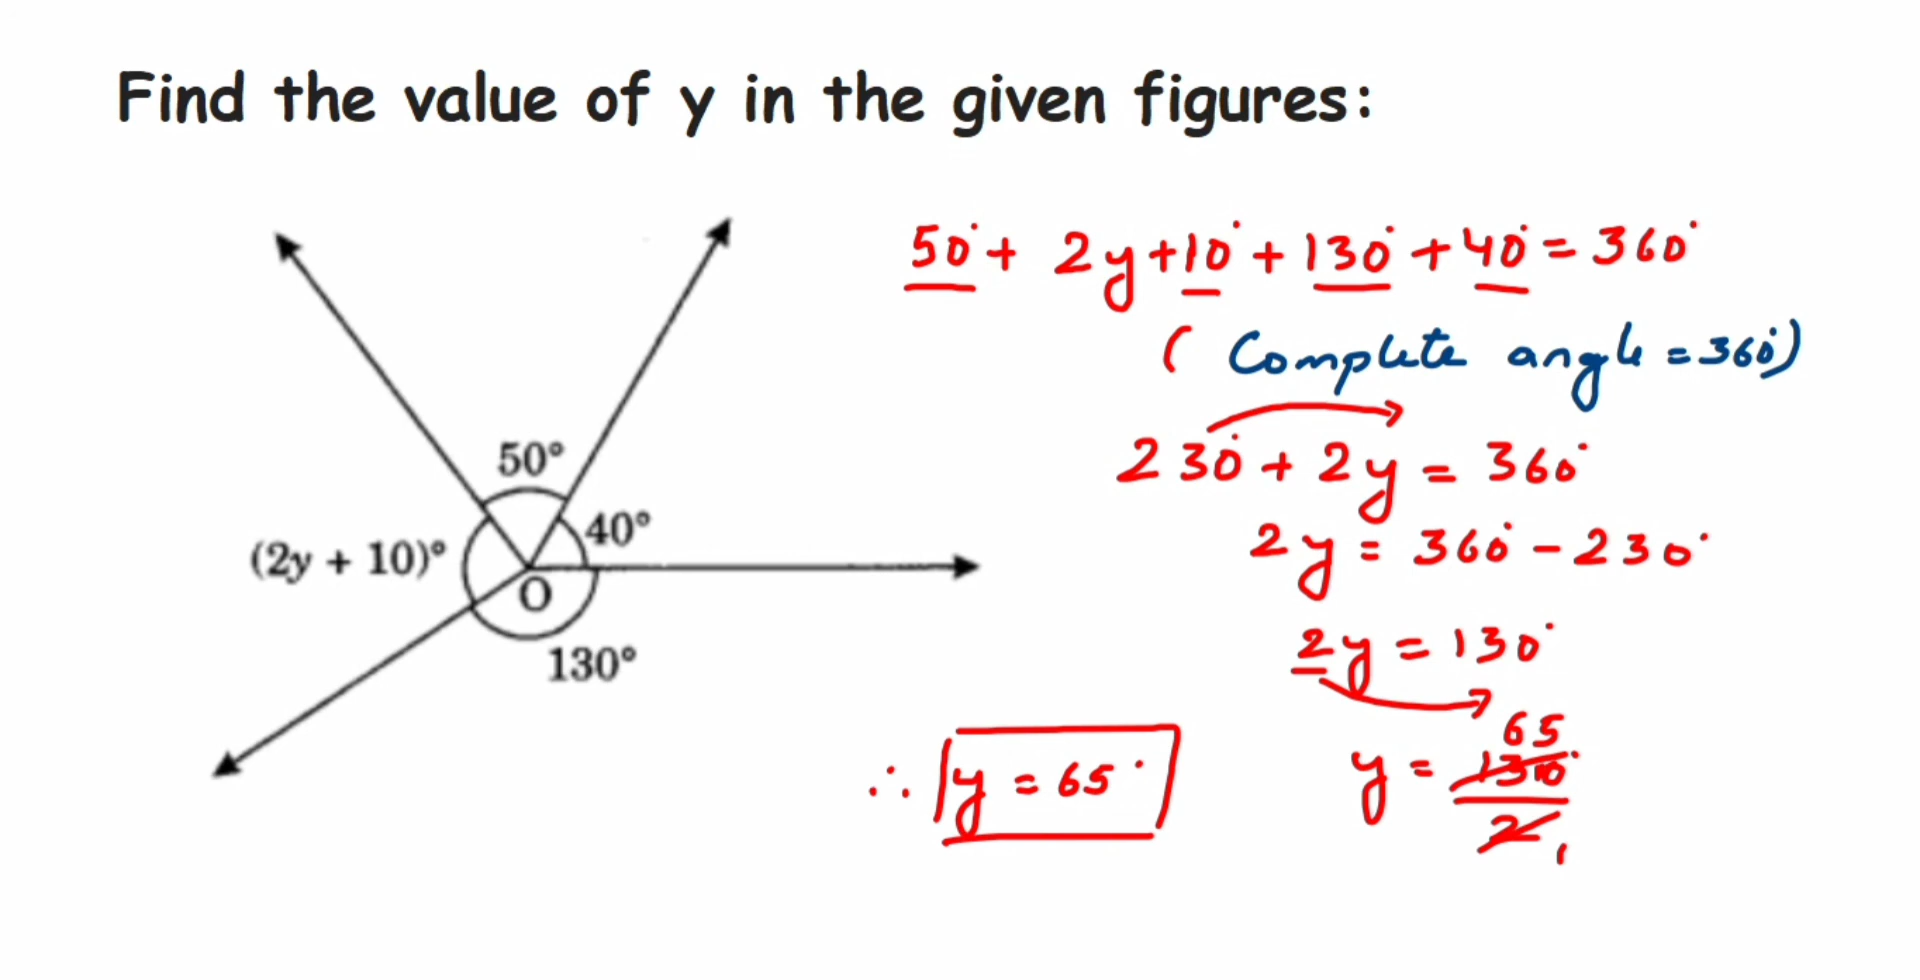 Find the value of y in the given figures:
50°
40°
(2y + 10)°
O
130°
50° + 2y + 10° + 130° + 40° = 360°
( Complete angle = 360°)
230° + 2y = 360°
2y = 360° - 230°
2y = 130°
65
y = 130°
2 1
∴ y = 65°